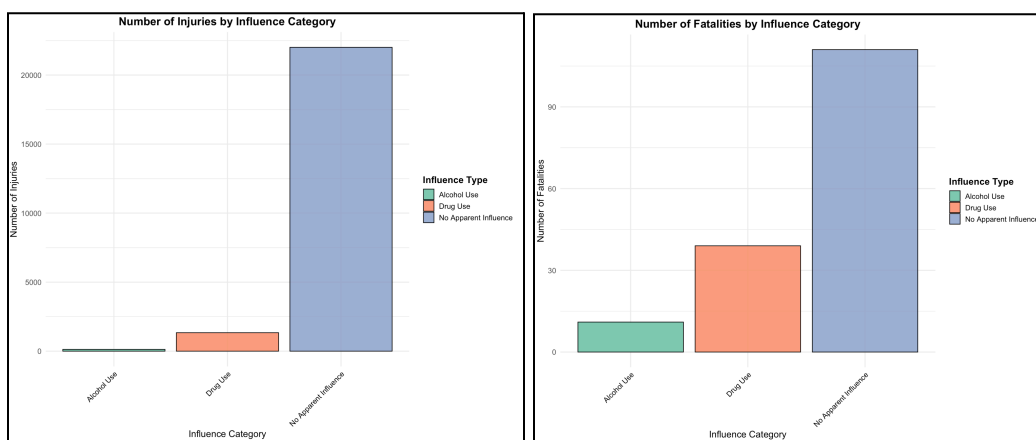 Number of Injuries by Influence Category
20000
15000
10000
5000
0
Number of Injuries
Alcohol Use
Drug Use
No Apparent Influence
Influence Category
Influence Type
Alcohol Use
Drug Use
No Apparent Influence
Number of Fatalities by Influence Category
90
60
30
0
Number of Fatalities
Alcohol Use
Drug Use
No Apparent Influence
Influence Category
Influence Type
Alcohol Use
Drug Use
No Apparent Influence